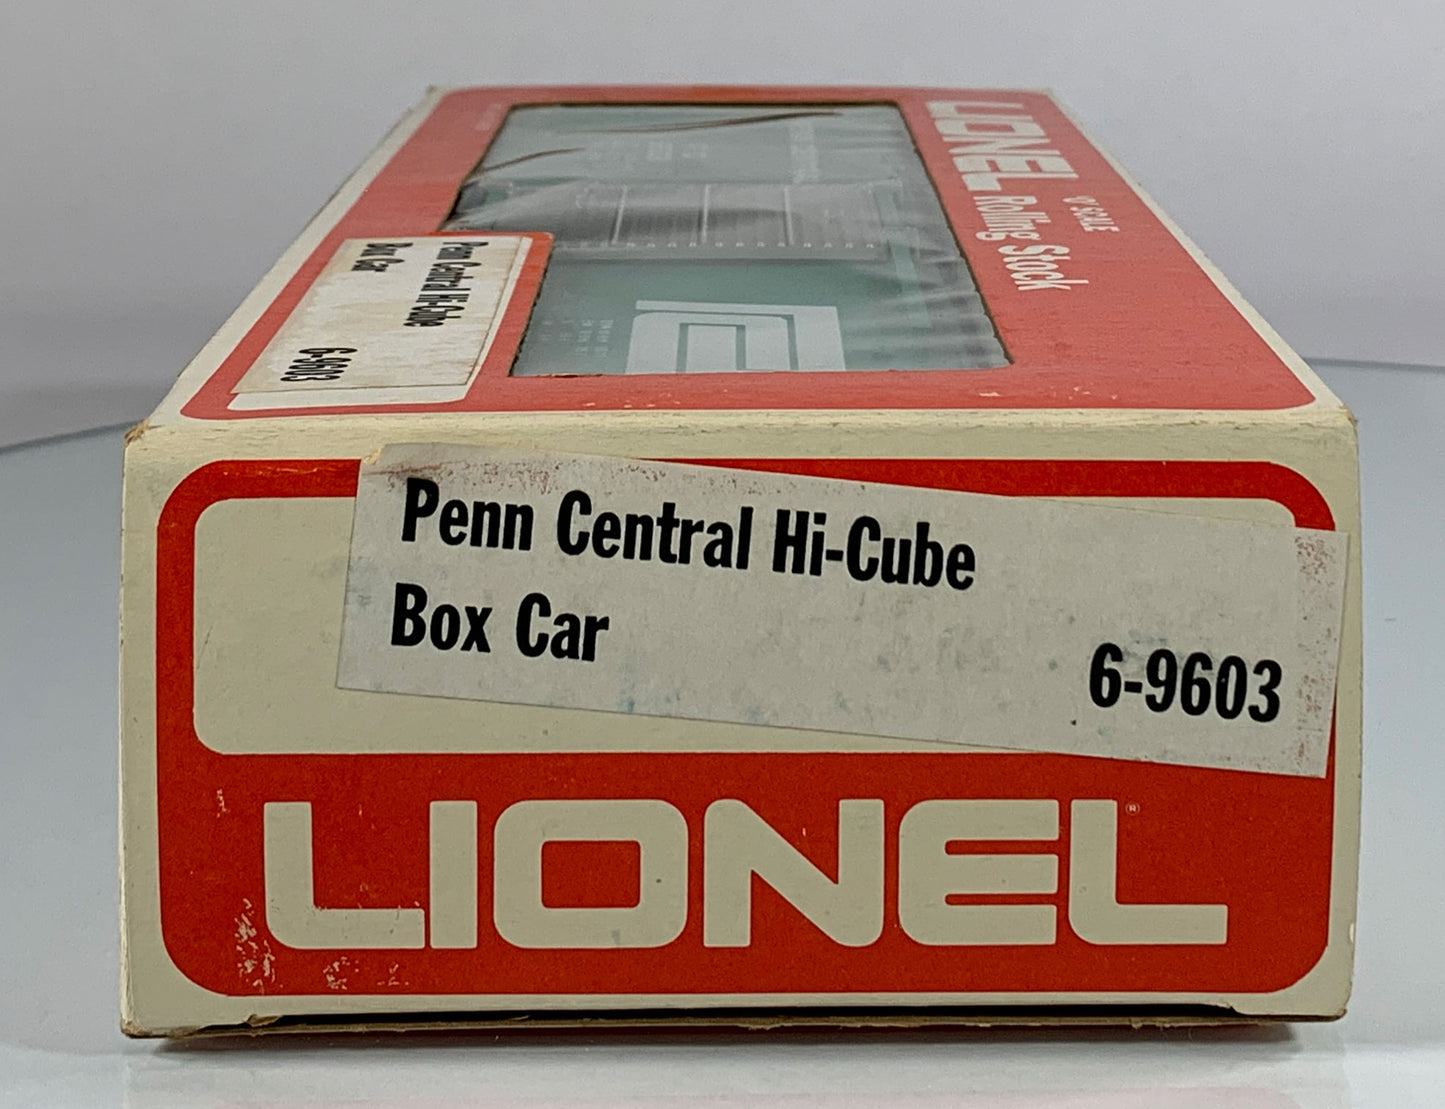 LIONEL Rolling Stock
'O' SCALE
Penn Central Hi-Cube
Box Car
6-9603
Penn Central Hi-Cube
Box Car
6-9603
LIONEL®